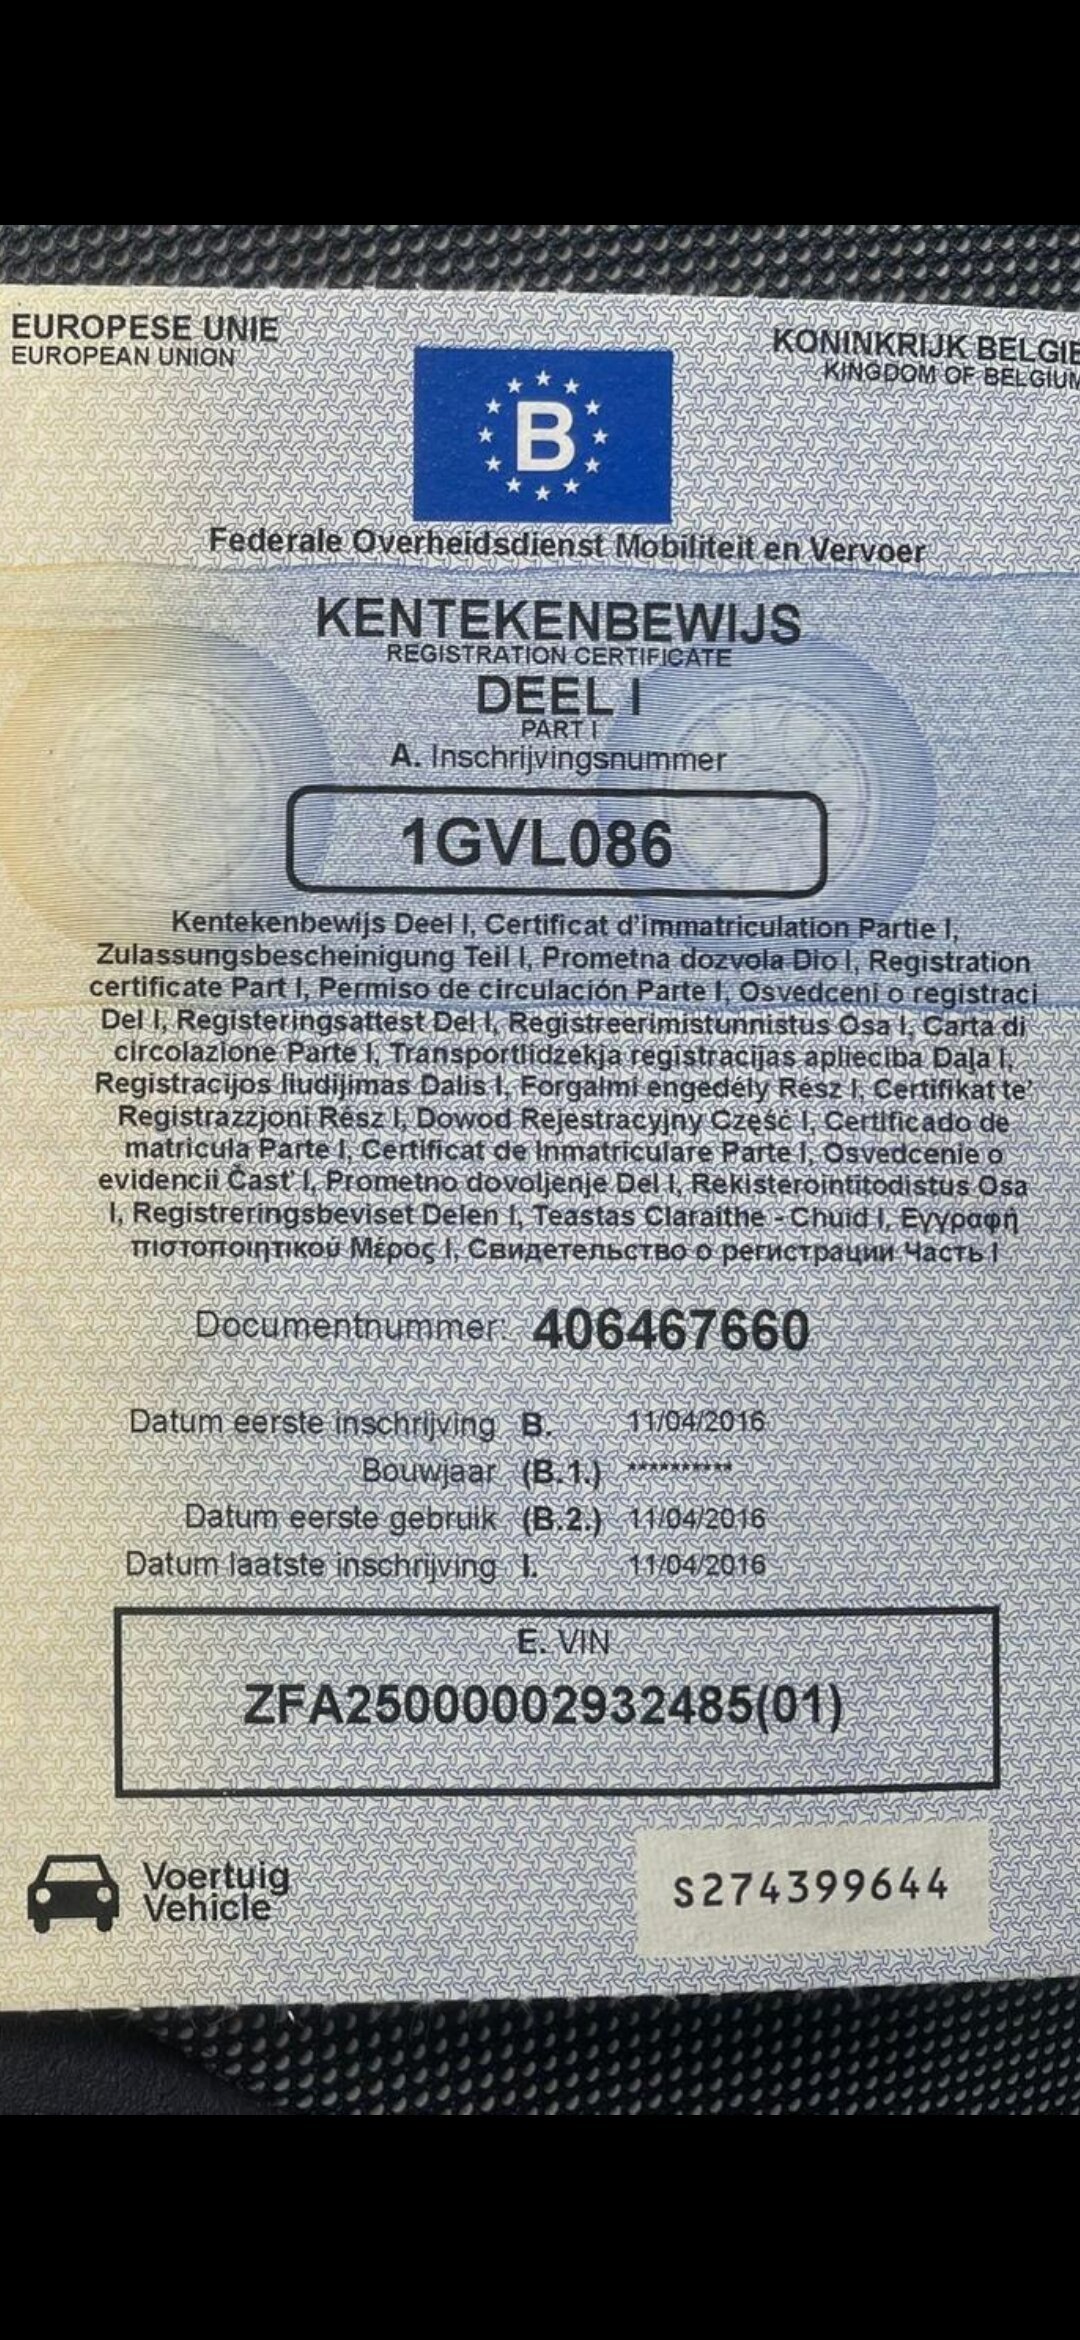 EUROPESE UNIE
EUROPEAN UNION
KONINKRIJK BELGIE
KINGDOM OF BELGIUM
B
Federale Overheidsdienst Mobiliteit en Vervoer
KENTEKENBEWIJS
REGISTRATION CERTIFICATE
DEEL I
PART I
A. Inschrijvingsnummer
1GVL086
Kentekenbewijs Deel I, Certificat d'immatriculation Partie I,
Zulassungsbescheinigung Teil I, Prometna dozvola Dio I, Registration
certificate Part I, Permiso de circulación Parte I, Osvedceni o registraci
Del I, Registeringsattest Del I, Registreerimistunnistus Osa I, Carta di
circolazione Parte I, Transportlidzekja registracijas aplieciba Daļa I,
Registracijos liudijimas Dalis I, Forgalmi engedély Rész I, Certifikat te'
Registrazzjoni Rész I, Dowod Rejestracyjny Część I, Certificado de
matricula Parte I, Certificat de Inmatriculare Parte I, Osvedcenie o
evidencii Časť I, Prometno dovoljenje Del I, Rekisterointitodistus Osa
I, Registreringsbeviset Delen I, Teastas Claraithe - Chuid I, Εγγραφή
πιστοποιητικού Μέρος I, Свидетельство о регистрации Часть I
Documentnummer: 406467660
Datum eerste inschrijving B. 11/04/2016
Bouwjaar (B.1.) **********
Datum eerste gebruik (B.2.) 11/04/2016
Datum laatste inschrijving I. 11/04/2016
E. VIN
ZFA25000002932485(01)
Voertuig
Vehicle
S274399644